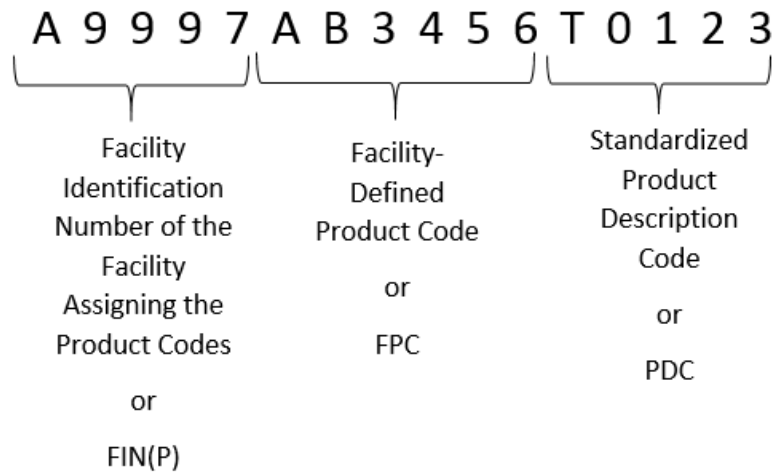 A 9 9 9 7 A B 3 4 5 6 T 0 1 2 3
Facility
Identification
Number of the
Facility
Assigning the
Product Codes
or
FIN(P)
Facility-
Defined
Product Code
or
FPC
Standardized
Product
Description
Code
or
PDC